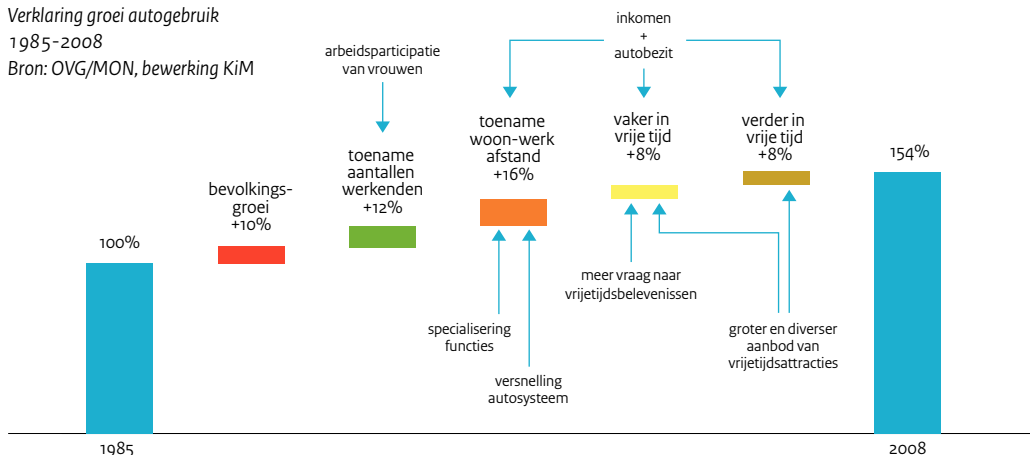 Verklaring groei autogebruik
1985-2008
Bron: OVG/MON, bewerking KiM
arbeidsparticipatie
van vrouwen
inkomen
+
autobezit
100%
bevolkings-
groei
+10%
toename
aantallen
werkenden
+12%
toename
woon-werk
afstand
+16%
vaker in
vrije tijd
+8%
verder in
vrije tijd
+8%
154%
specialisering
functies
versnelling
autosysteem
meer vraag naar
vrijetijdsbelevenissen
groter en diverser
aanbod van
vrijetijdsattracties
1985
2008